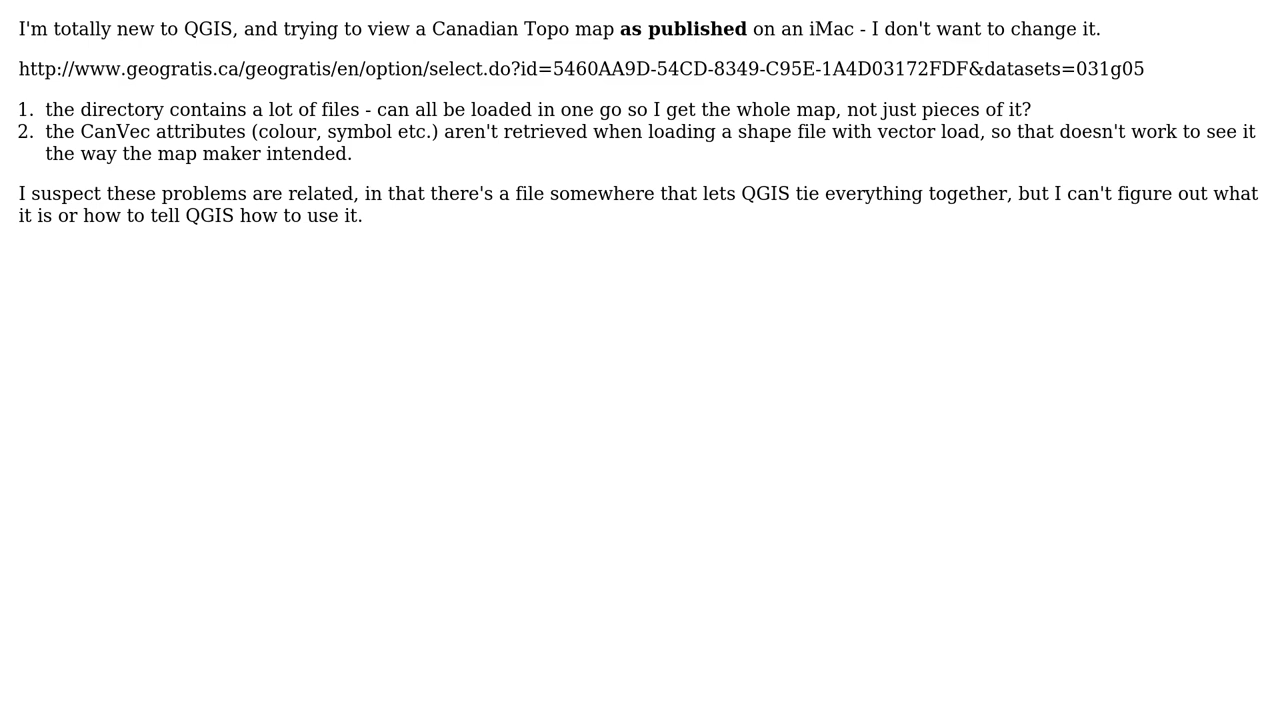 I'm totally new to QGIS, and trying to view a Canadian Topo map as published on an iMac - I don't want to change it.
http://www.geogratis.ca/geogratis/en/option/select.do?id=5460AA9D-54CD-8349-C95E-1A4D03172FDF&datasets=031g05
1. the directory contains a lot of files - can all be loaded in one go so I get the whole map, not just pieces of it?
2. the CanVec attributes (colour, symbol etc.) aren't retrieved when loading a shape file with vector load, so that doesn't work to see it
the way the map maker intended.
I suspect these problems are related, in that there's a file somewhere that lets QGIS tie everything together, but I can't figure out what
it is or how to tell QGIS how to use it.